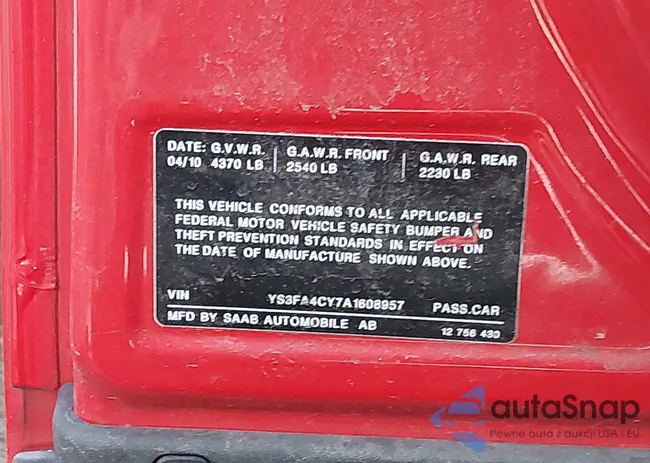 DATE: G.V.W.R. G.A.W.R. FRONT G.A.W.R. REAR
04/10 4370 LB 2540 LB 2230 LB
THIS VEHICLE CONFORMS TO ALL APPLICABLE
FEDERAL MOTOR VEHICLE SAFETY BUMPER AND
THEFT PREVENTION STANDARDS IN EFFECT ON
THE DATE OF MANUFACTURE SHOWN ABOVE.
VIN YS3FA4CY7A1608957 PASS.CAR
MFD BY SAAB AUTOMOBILE AB 12 756 430
autaSnap
Pewne auta z aukcji USA i EU